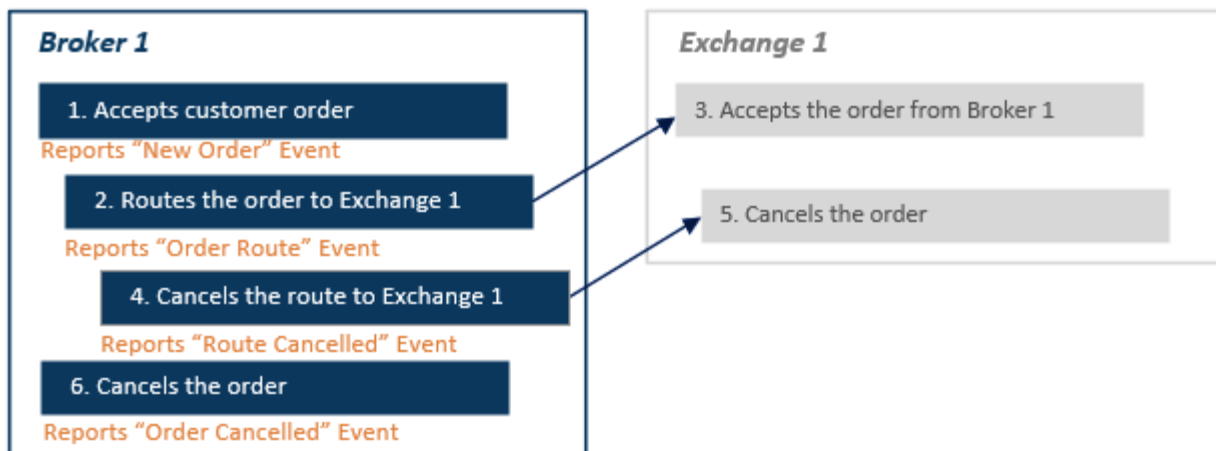 Broker 1
1. Accepts customer order
Reports “New Order” Event
2. Routes the order to Exchange 1
Reports “Order Route” Event
4. Cancels the route to Exchange 1
Reports “Route Cancelled” Event
6. Cancels the order
Reports “Order Cancelled” Event
Exchange 1
3. Accepts the order from Broker 1
5. Cancels the order